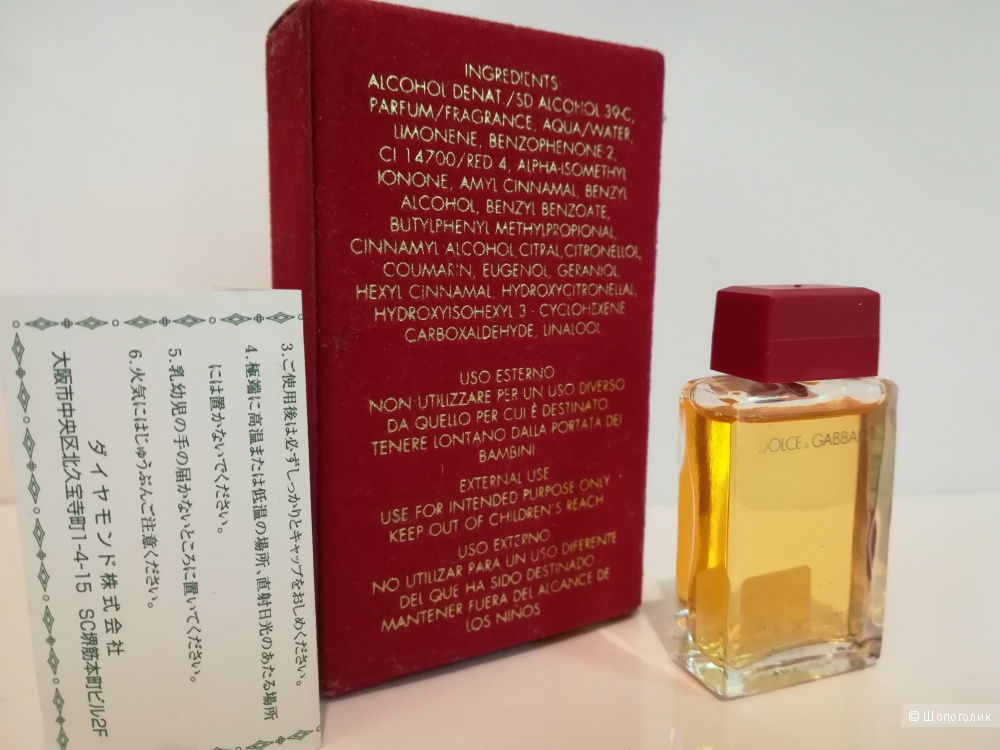 3.ご使用後は必ずしっかりとキャップをおしめください。
4.極端に高温または低温の場所、直射日光のあたる場所
には置かないでください。
5.乳幼児の手の届かないところに置いてください。
6.火気にはじゅうぶんご注意ください。
ダイヤモンド株式会社
大阪市中央区北久宝寺町1-4-15 SC堺筋本町ビル2F
INGREDIENTS:
ALCOHOL DENAT./SD ALCOHOL 39-C,
PARFUM/FRAGRANCE, AQUA/WATER,
LIMONENE, BENZOPHENONE 2,
CI 14700/RED 4, ALPHA-ISOMETHYL
IONONE, AMYL CINNAMAL, BENZYL
ALCOHOL, BENZYL BENZOATE,
BUTYLPHENYL METHYLPROPIONAL,
CINNAMYL ALCOHOL,CITRAL,CITRONELLOL,
COUMARIN, EUGENOL, GERANIOL,
HEXYL CINNAMAL, HYDROXYCITRONELLAL,
HYDROXYISOHEXYL 3 - CYCLOHEXENE
CARBOXALDEHYDE, LINALOOL
USO ESTERNO
NON UTILIZZARE PER UN USO DIVERSO
DA QUELLO PER CUI È DESTINATO
TENERE LONTANO DALLA PORTATA DEI
BAMBINI
EXTERNAL USE
USE FOR INTENDED PURPOSE ONLY
KEEP OUT OF CHILDREN'S REACH
USO EXTERNO
NO UTILIZAR PARA UN USO DIFERENTE
DEL QUE HA SIDO DESTINADO
MANTENER FUERA DEL ALCANCE DE
LOS NIÑOS
DOLCE & GABBA
© Шопоголик